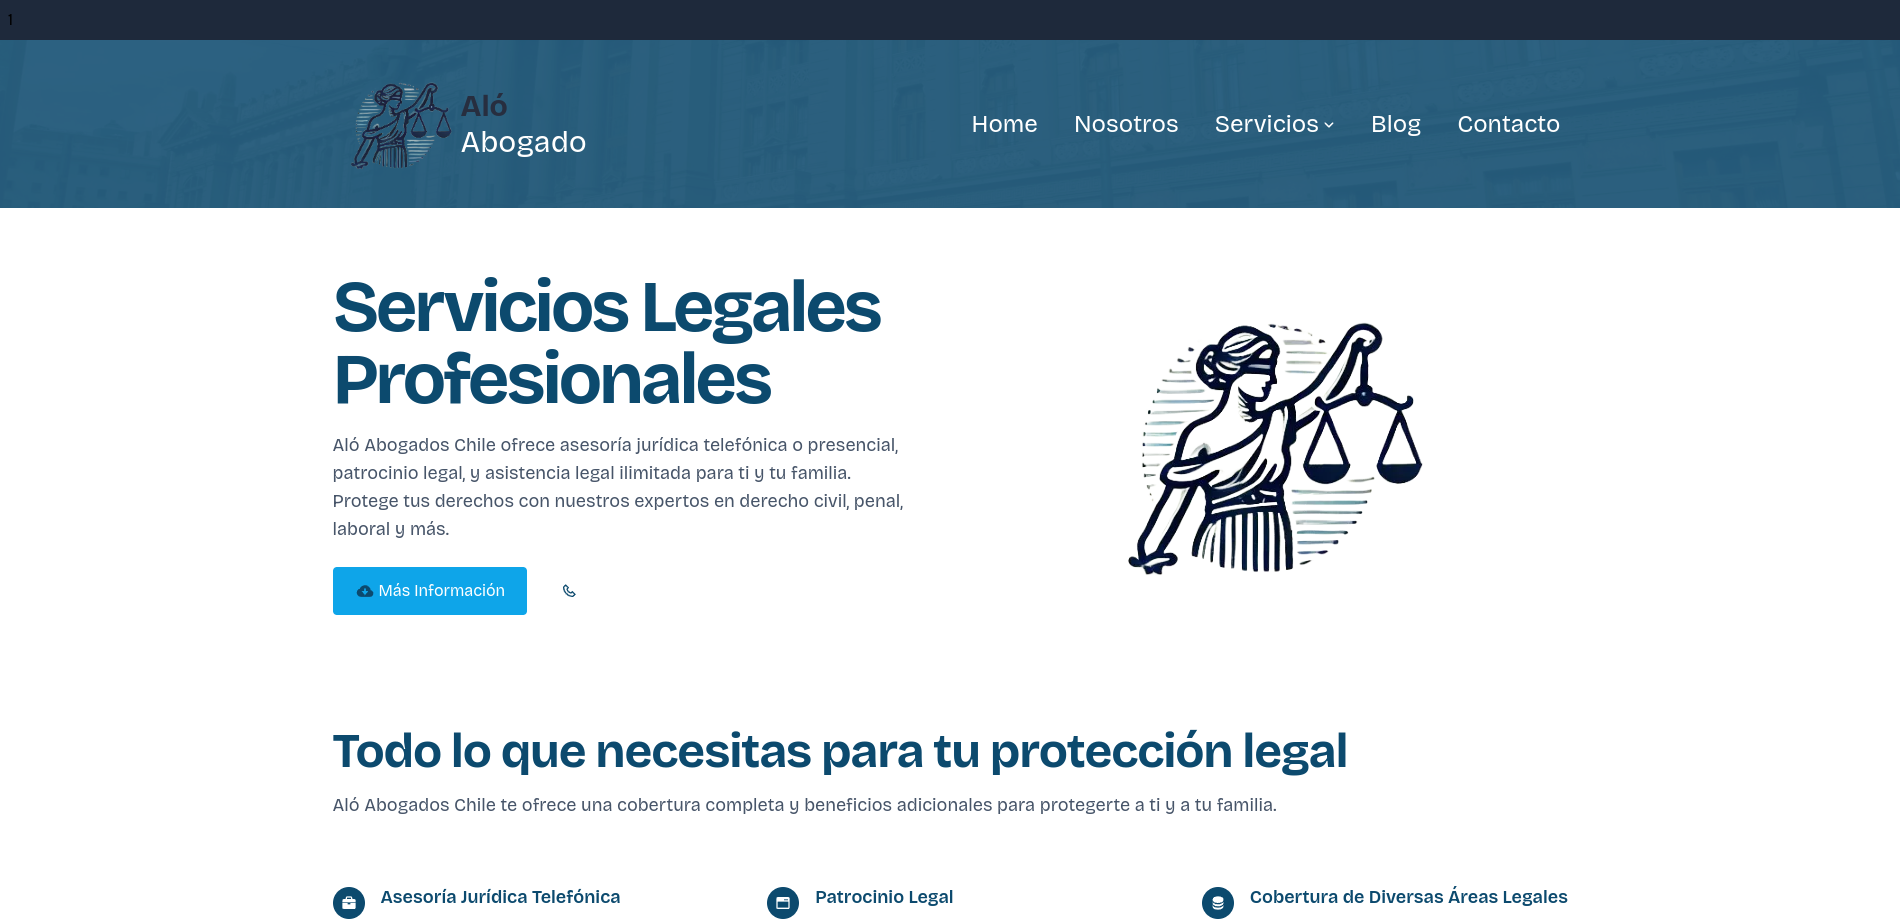 1
Aló
Abogado
Home
Nosotros
Servicios
Blog
Contacto
Servicios Legales
Profesionales
Aló Abogados Chile ofrece asesoría jurídica telefónica o presencial,
patrocinio legal, y asistencia legal ilimitada para ti y tu familia.
Protege tus derechos con nuestros expertos en derecho civil, penal,
laboral y más.
Más Información
Todo lo que necesitas para tu protección legal
Aló Abogados Chile te ofrece una cobertura completa y beneficios adicionales para protegerte a ti y a tu familia.
Asesoría Jurídica Telefónica
Patrocinio Legal
Cobertura de Diversas Áreas Legales